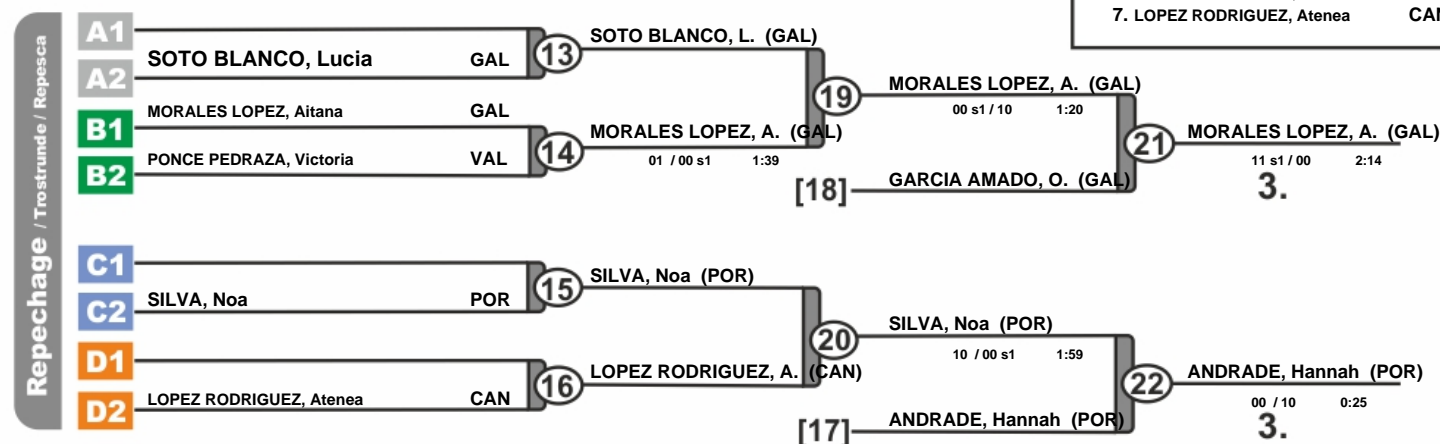 7. LOPEZ RODRIGUEZ, Atenea
Repechage / Trostrunde / Repesca
A1
A2
SOTO BLANCO, Lucia GAL
B1
MORALES LOPEZ, Aitana GAL
B2
PONCE PEDRAZA, Victoria VAL
13
SOTO BLANCO, L. (GAL)
14
MORALES LOPEZ, A. (GAL)
01 / 00 s1 1:39
19
MORALES LOPEZ, A. (GAL)
00 s1 / 10 1:20
[18]
GARCIA AMADO, O. (GAL)
21
MORALES LOPEZ, A. (GAL)
11 s1 / 00 2:14
3.
C1
C2
SILVA, Noa POR
D1
D2
LOPEZ RODRIGUEZ, Atenea CAN
15
SILVA, Noa (POR)
16
LOPEZ RODRIGUEZ, A. (CAN)
20
SILVA, Noa (POR)
10 / 00 s1 1:59
[17]
ANDRADE, Hannah (POR)
22
ANDRADE, Hannah (POR)
00 / 10 0:25
3.